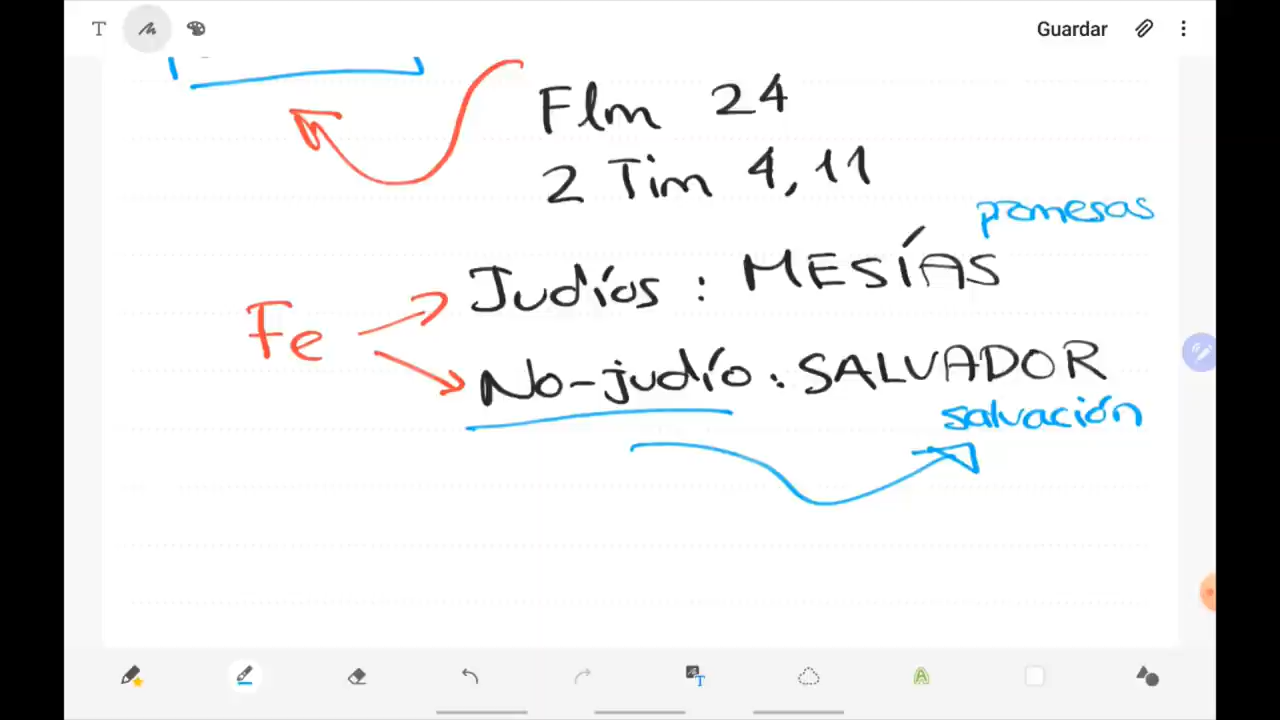 T Guardar
Flm 24
2 Tim 4, 11
promesas
Judíos : MESÍAS
Fe
No-judío : SALVADOR
salvación